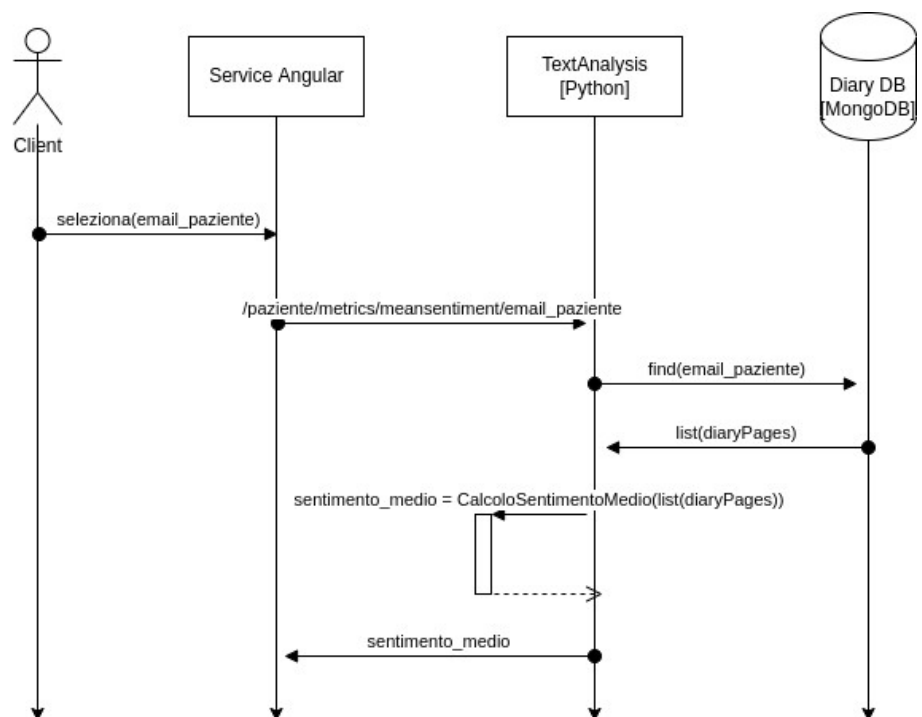 Service Angular
TextAnalysis
[Python]
Diary DB
[MongoDB]
Client
seleziona(email_paziente)
/paziente/metrics/meansentiment/email_paziente
find(email_paziente)
list(diaryPages)
sentimento_medio = CalcoloSentimentoMedio(list(diaryPages))
sentimento_medio